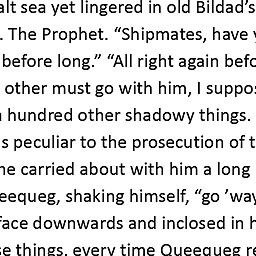 alt sea yet lingered in old Bildad’s
. The Prophet. “Shipmates, have y
before long.” “All right again befo
other must go with him, I suppos
hundred other shadowy things.
s peculiar to the prosecution of t
he carried about with him a long
eequeg, shaking himself, “go ’way
face downwards and inclosed in h
se things, every time Queequeg re